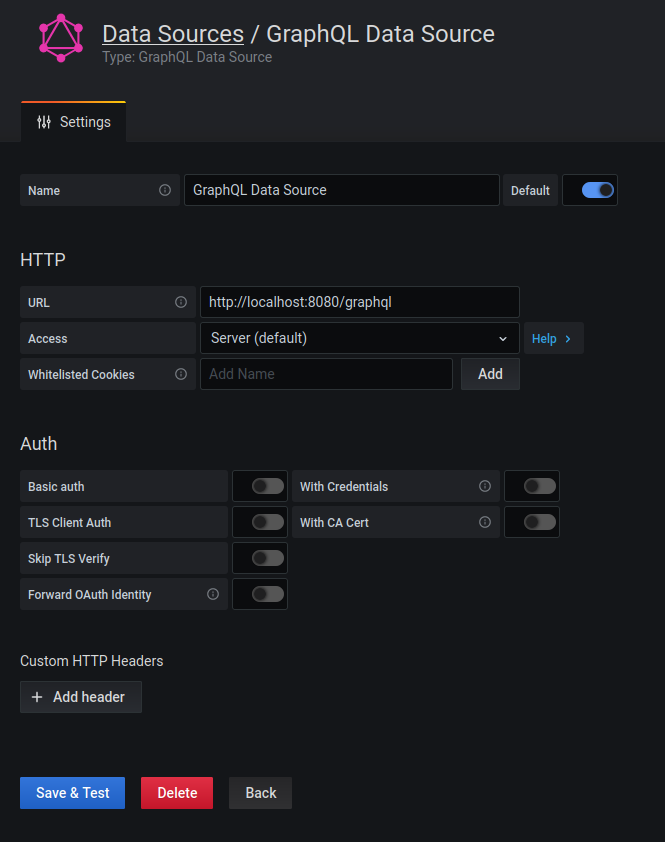 Data Sources / GraphQL Data Source
Type: GraphQL Data Source
Settings
Name GraphQL Data Source Default
HTTP
URL http://localhost:8080/graphql
Access Server (default) Help
Whitelisted Cookies Add Name Add
Auth
Basic auth With Credentials
TLS Client Auth With CA Cert
Skip TLS Verify
Forward OAuth Identity
Custom HTTP Headers
+ Add header
Save & Test Delete Back